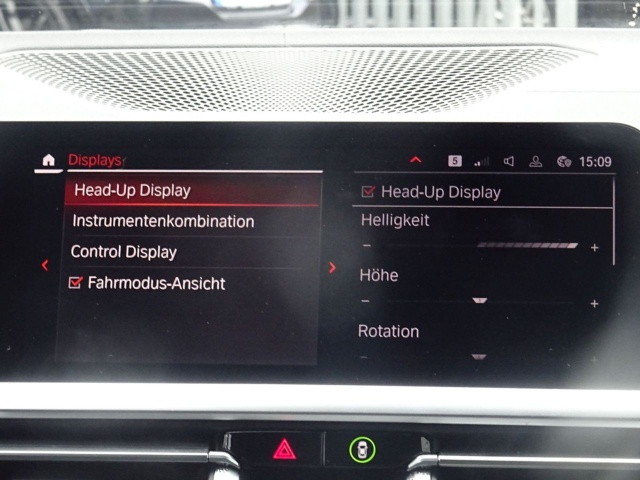 Displays
5
15:09
Head-Up Display
Instrumentenkombination
Control Display
Fahrmodus-Ansicht
Head-Up Display
Helligkeit
- +
Höhe
- +
Rotation
- +